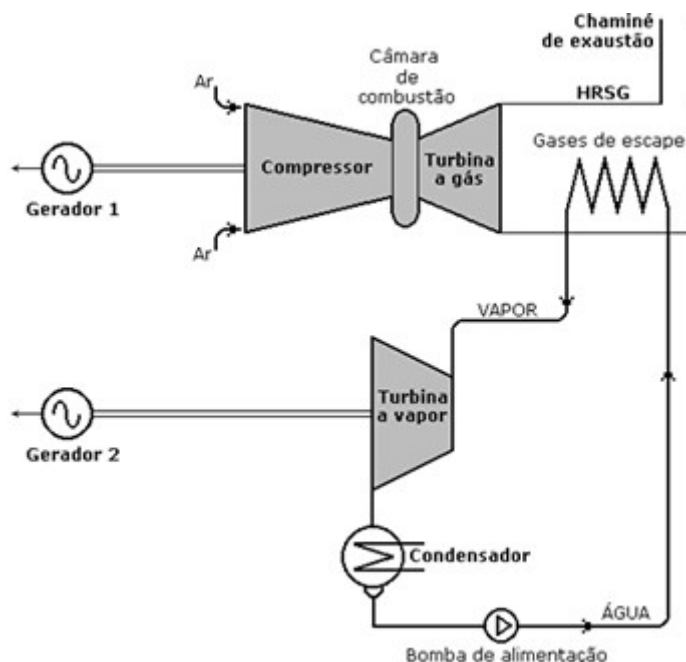 Chaminé
de exaustão
Câmara
de
combustão
Ar
HRSG
Gases de escape
Compressor
Turbina
a gás
Gerador 1
Ar
VAPOR
Turbina
a vapor
Gerador 2
Condensador
ÁGUA
Bomba de alimentação